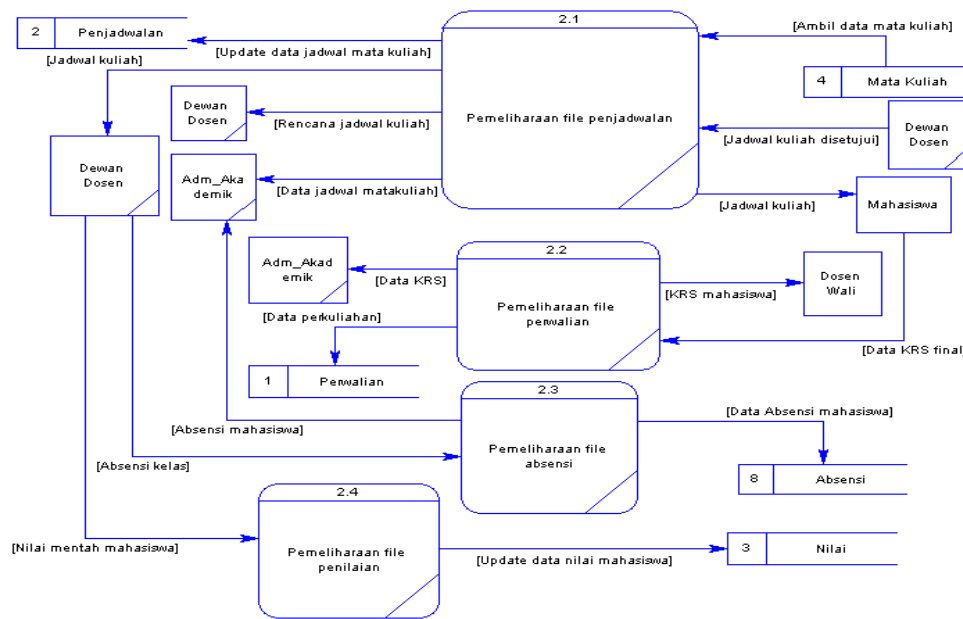 2.1
[Ambil data mata kuliah]
2 Penjadwalan
[Update data jadwal mata kuliah]
[Jadwal kuliah]
4 Mata Kuliah
Dewan
Dosen
[Rencana jadwal kuliah]
Pemeliharaan file penjadwalan
[Jadwal kuliah disetujui]
Dewan
Dosen
Dewan
Dosen
Adm_Aka
demik
[Data jadwal matakuliah]
[Jadwal kuliah]
Mahasiswa
2.2
Adm_Akad
emik
[Data KRS]
[KRS mahasiswa]
Dosen
Wali
Pemeliharaan file
perwalian
[Data perkuliahan]
[Data KRS final]
1 Perwalian
2.3
[Data Absensi mahasiswa]
[Absensi mahasiswa]
Pemeliharaan file
absensi
[Absensi kelas]
8 Absensi
2.4
[Nilai mentah mahasiswa]
Pemeliharaan file
penilaian
[Update data nilai mahasiswa]
3 Nilai